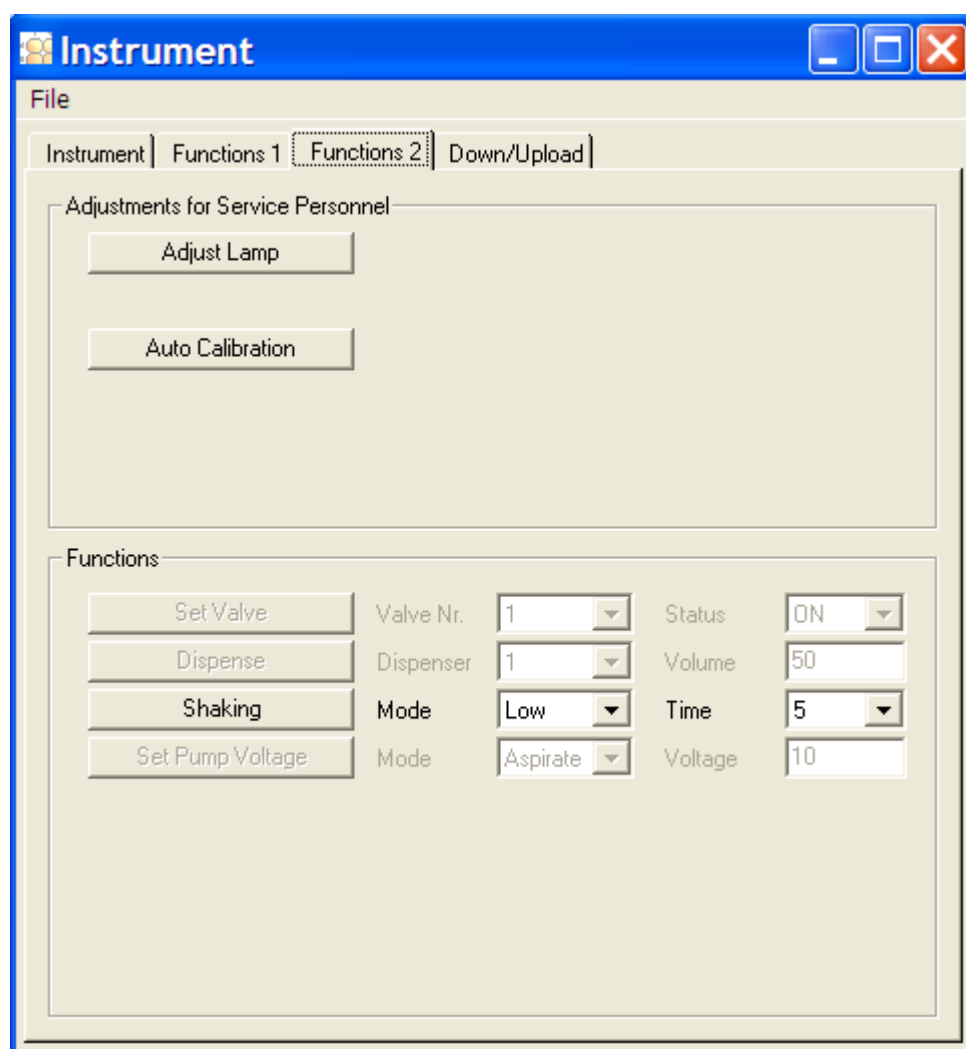 Instrument
File
Instrument Functions 1 Functions 2 Down/Upload
Adjustments for Service Personnel
Adjust Lamp
Auto Calibration
Functions
Set Valve Valve Nr. 1 Status ON
Dispense Dispenser 1 Volume 50
Shaking Mode Low Time 5
Set Pump Voltage Mode Aspirate Voltage 10